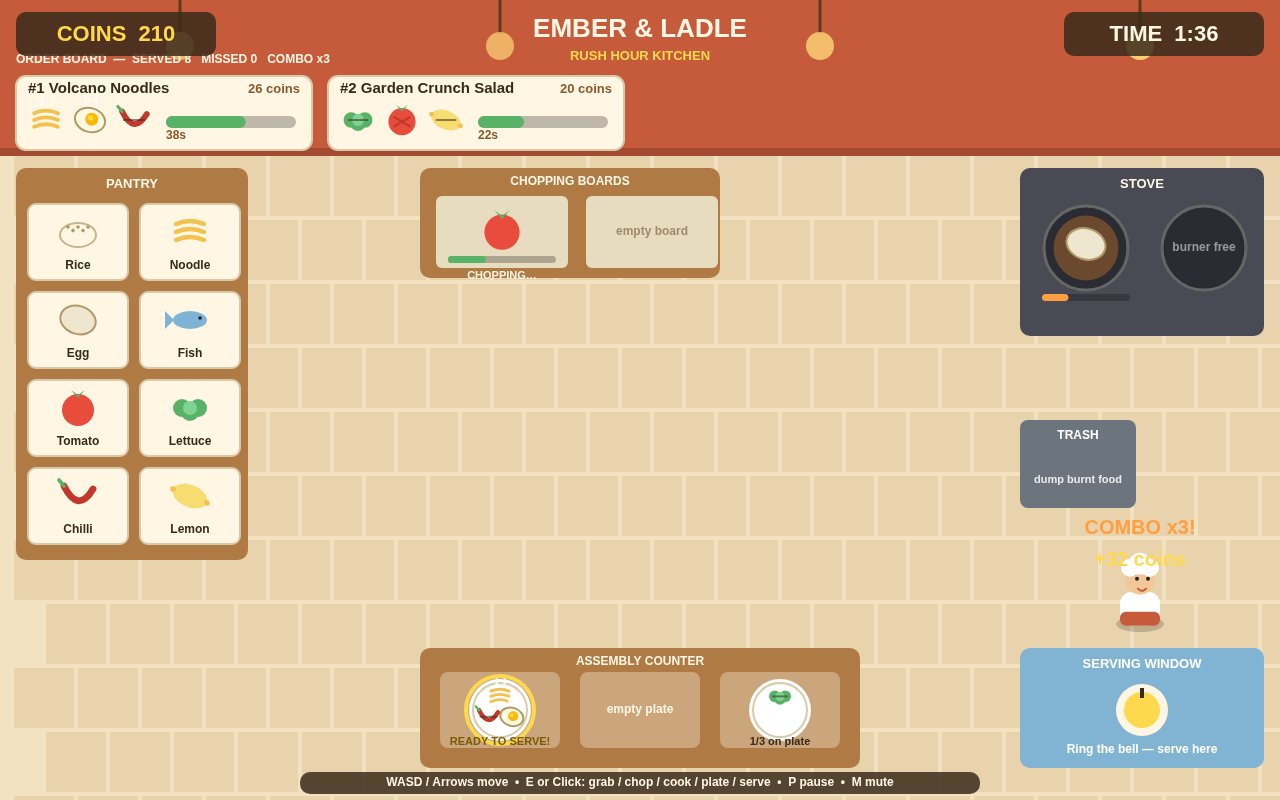 COINS 210
EMBER & LADLE
TIME 1:36
RUSH HOUR KITCHEN
ORDER BOARD — SERVED 8 MISSED 0 COMBO x3
#1 Volcano Noodles 26 coins
38s
#2 Garden Crunch Salad 20 coins
22s
PANTRY
Rice
Noodle
Egg
Fish
Tomato
Lettuce
Chilli
Lemon
CHOPPING BOARDS
empty board
CHOPPING...
STOVE
burner free
TRASH
dump burnt food
COMBO x3!
+32 coins
ASSEMBLY COUNTER
READY TO SERVE!
empty plate
1/3 on plate
SERVING WINDOW
Ring the bell — serve here
WASD / Arrows move • E or Click: grab / chop / cook / plate / serve • P pause • M mute